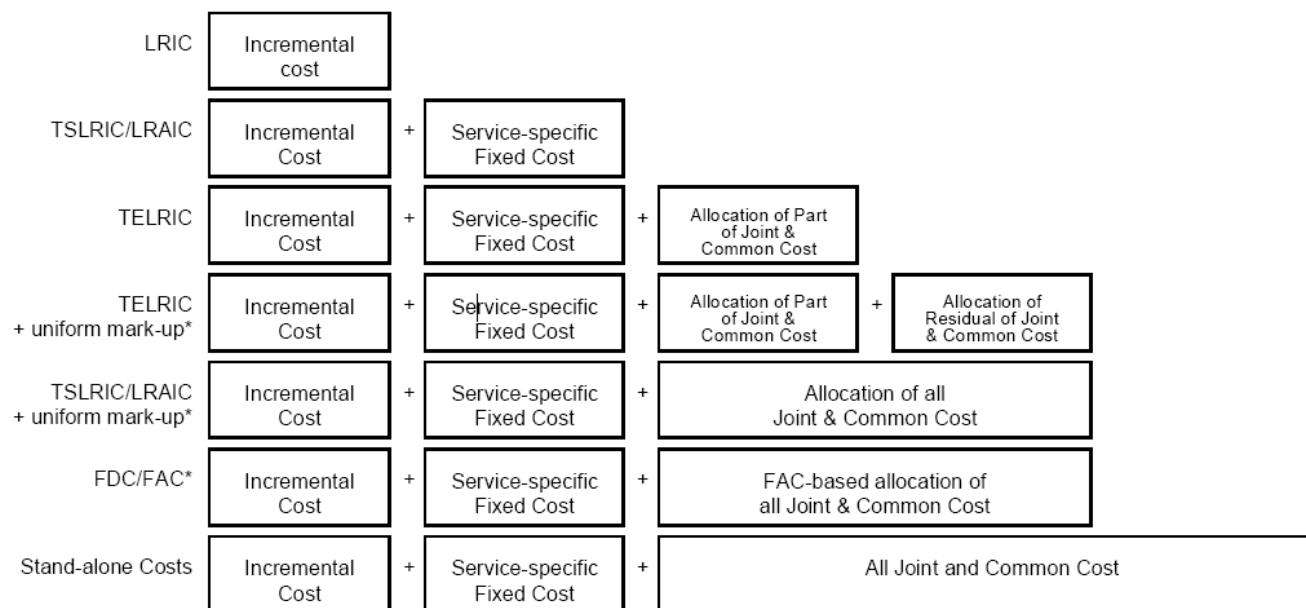 LRIC
Incremental
cost
TSLRIC/LRAIC
Incremental
Cost
+
Service-specific
Fixed Cost
TELRIC
Incremental
Cost
+
Service-specific
Fixed Cost
+
Allocation of Part
of Joint &
Common Cost
TELRIC
+ uniform mark-up*
Incremental
Cost
+
Service-specific
Fixed Cost
+
Allocation of Part
of Joint &
Common Cost
+
Allocation of
Residual of Joint
& Common Cost
TSLRIC/LRAIC
+ uniform mark-up*
Incremental
Cost
+
Service-specific
Fixed Cost
+
Allocation of all
Joint & Common Cost
FDC/FAC*
Incremental
Cost
+
Service-specific
Fixed Cost
+
FAC-based allocation of
all Joint & Common Cost
Stand-alone Costs
Incremental
Cost
+
Service-specific
Fixed Cost
+
All Joint and Common Cost